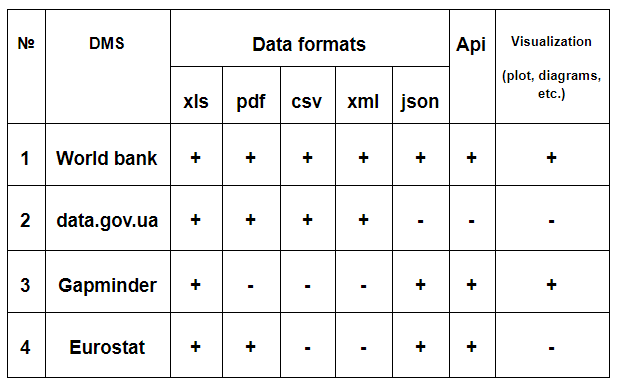 № DMS Data formats Api Visualization
(plot, diagrams,
etc.)
xls pdf csv xml json
1 World bank + + + + + + +
2 data.gov.ua + + + + - - -
3 Gapminder + - - - + + +
4 Eurostat + + - - + + -